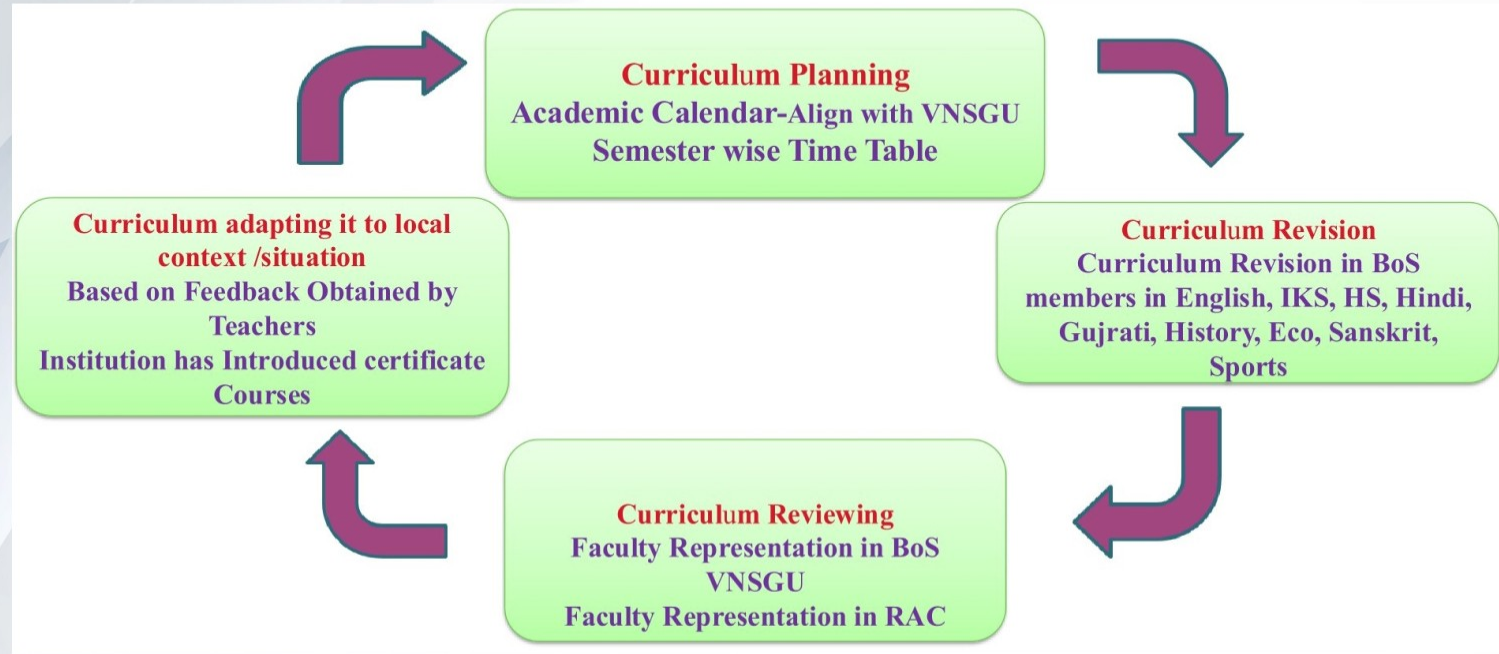 Curriculum Planning
Academic Calendar-Align with VNSGU
Semester wise Time Table
Curriculum Revision
Curriculum Revision in BoS
members in English, IKS, HS, Hindi,
Gujrati, History, Eco, Sanskrit,
Sports
Curriculum Reviewing
Faculty Representation in BoS
VNSGU
Faculty Representation in RAC
Curriculum adapting it to local
context /situation
Based on Feedback Obtained by
Teachers
Institution has Introduced certificate
Courses